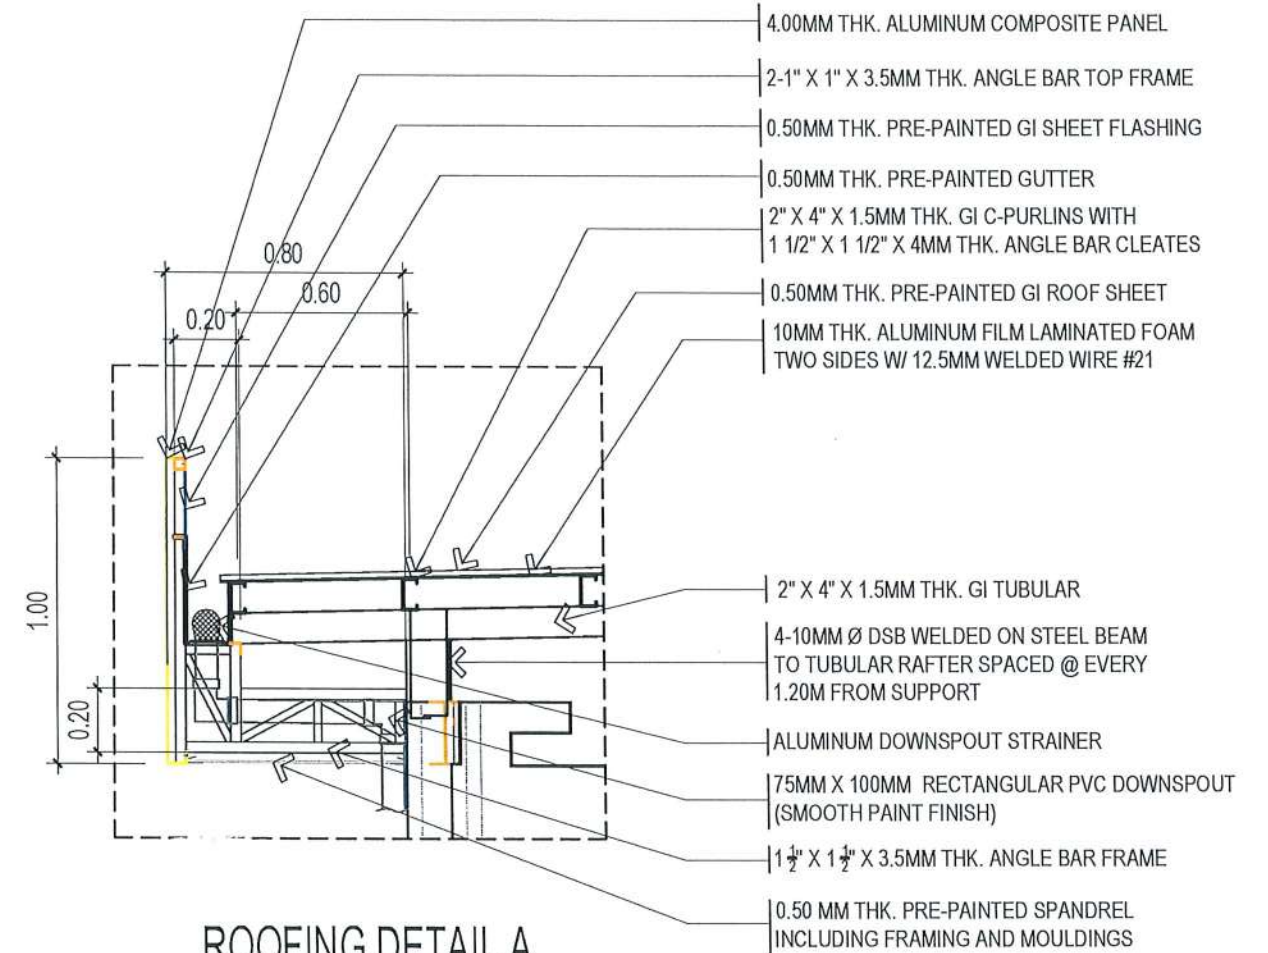 4.00MM THK. ALUMINUM COMPOSITE PANEL
2-1" X 1" X 3.5MM THK. ANGLE BAR TOP FRAME
0.50MM THK. PRE-PAINTED GI SHEET FLASHING
0.50MM THK. PRE-PAINTED GUTTER
2" X 4" X 1.5MM THK. GI C-PURLINS WITH
1 1/2" X 1 1/2" X 4MM THK. ANGLE BAR CLEATES
0.50MM THK. PRE-PAINTED GI ROOF SHEET
10MM THK. ALUMINUM FILM LAMINATED FOAM
TWO SIDES W/ 12.5MM WELDED WIRE #21
0.80
0.60
0.20
1.00
0.20
2" X 4" X 1.5MM THK. GI TUBULAR
4-10MM Ø DSB WELDED ON STEEL BEAM
TO TUBULAR RAFTER SPACED @ EVERY
1.20M FROM SUPPORT
ALUMINUM DOWNSPOUT STRAINER
75MM X 100MM RECTANGULAR PVC DOWNSPOUT
(SMOOTH PAINT FINISH)
1 1/2" X 1 1/2" X 3.5MM THK. ANGLE BAR FRAME
0.50 MM THK. PRE-PAINTED SPANDREL
INCLUDING FRAMING AND MOULDINGS
ROOFING DETAIL A